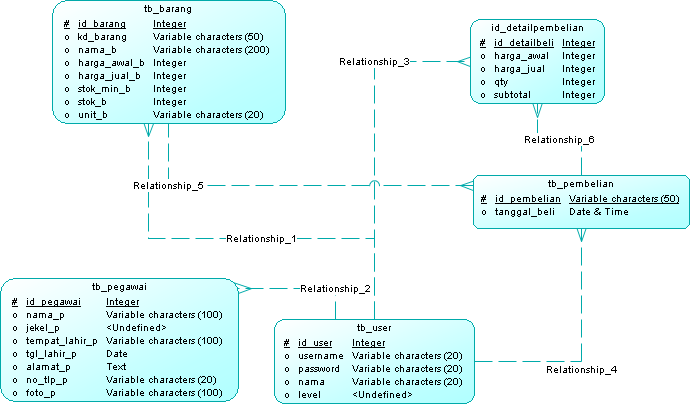 tb_barang
# id_barang Integer
o kd_barang Variable characters (50)
o nama_b Variable characters (200)
o harga_awal_b Integer
o harga_jual_b Integer
o stok_min_b Integer
o stok_b Integer
o unit_b Variable characters (20)
id_detailpembelian
# id_detailbeli Integer
o harga_awal Integer
o harga_jual Integer
o qty Integer
o subtotal Integer
Relationship_3
Relationship_6
Relationship_5
tb_pembelian
# id_pembelian Variable characters (50)
o tanggal_beli Date & Time
Relationship_1
tb_pegawai
# id_pegawai Integer
o nama_p Variable characters (100)
o jekel_p <Undefined>
o tempat_lahir_p Variable characters (100)
o tgl_lahir_p Date
o alamat_p Text
o no_tlp_p Variable characters (20)
o foto_p Variable characters (100)
Relationship_2
tb_user
# id_user Integer
o username Variable characters (20)
o password Variable characters (20)
o nama Variable characters (20)
o level <Undefined>
Relationship_4